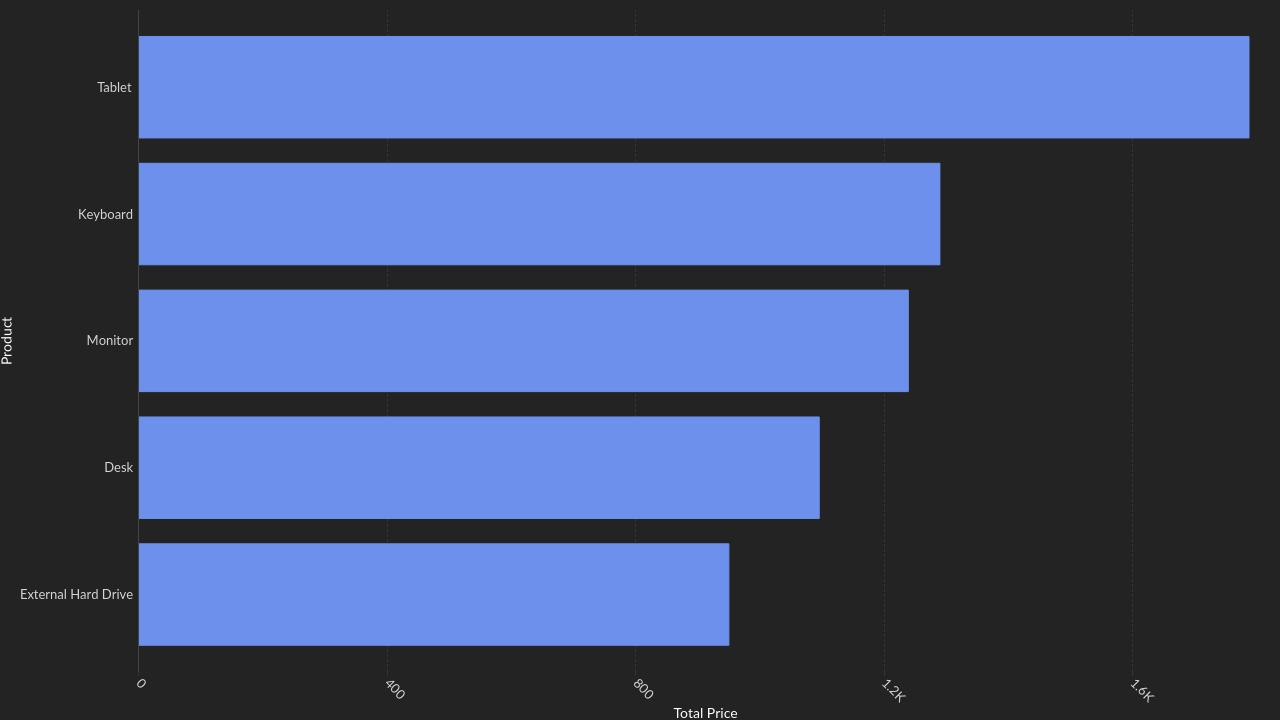 Product
Tablet
Keyboard
Monitor
Desk
External Hard Drive
0
400
800
1.2K
1.6K
Total Price